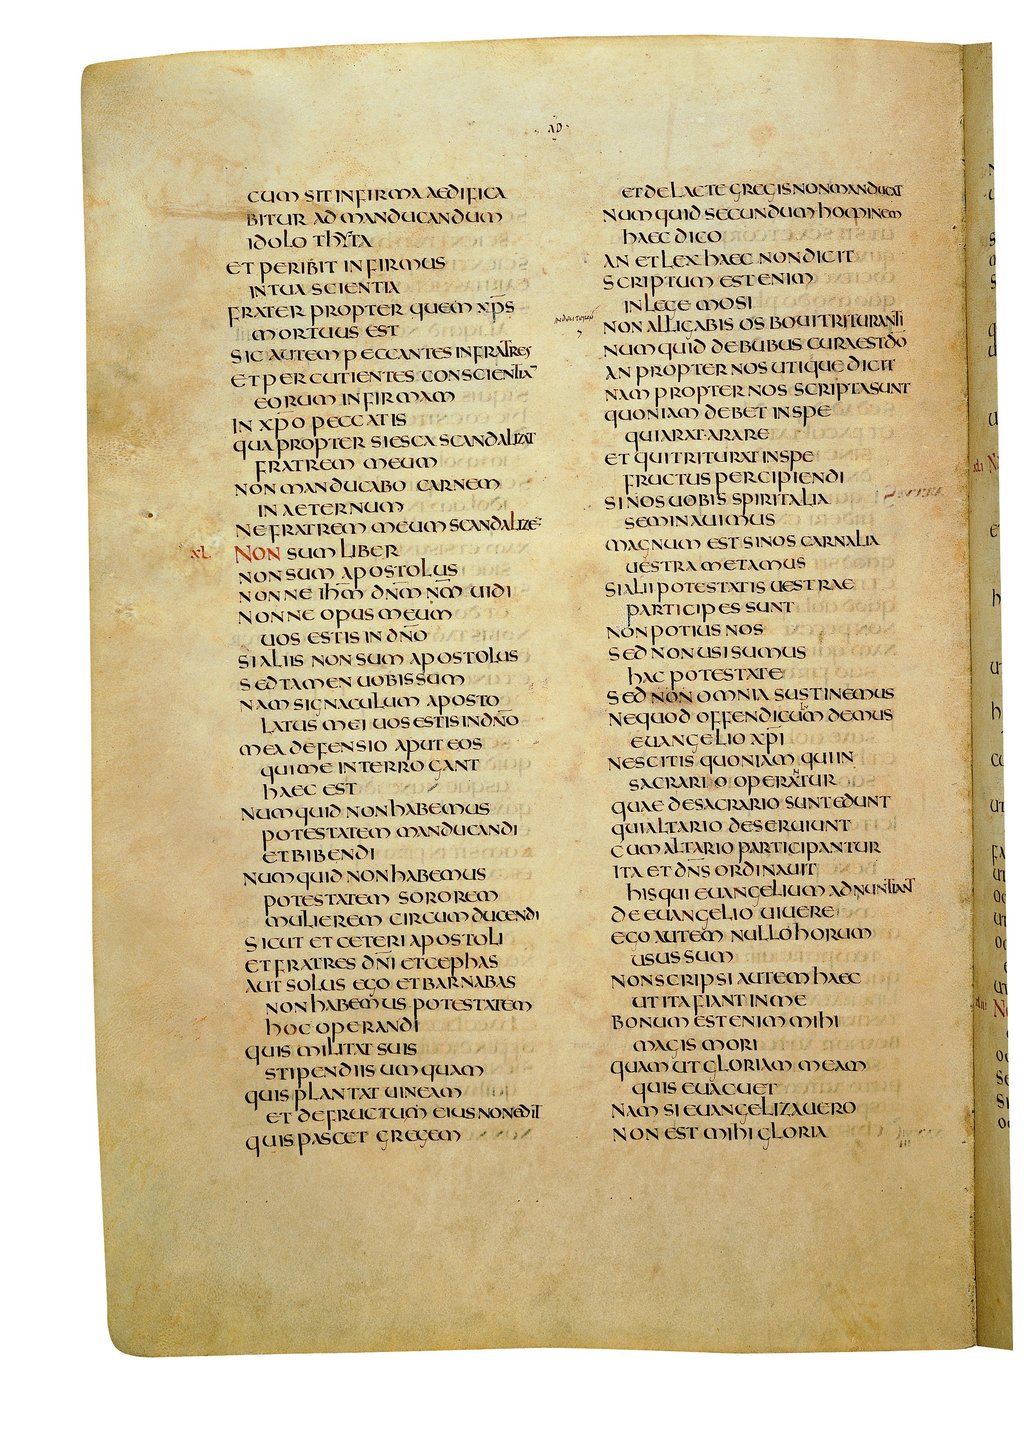 AD
CUM SIT INFIRMA AEDIFICA
BITUR AD MANDUCANDUM
IDOLO THYTA
ET PERIBIT INFIRMUS
IN TUA SCIENTIA
FRATER PROPTER QUEM XP̅S
MORTUUS EST
SIC AUTEM PECCANTES IN FRATRES
ET PERCUTIENTES CONSCIENTIA̅
EORUM INFIRMAM
IN XP̅O PECCATIS
QUAPROPTER SI ESCA SCANDALIZAT
FRATREM MEUM
NON MANDUCABO CARNEM
IN AETERNUM
NE FRATREM MEUM SCANDALIZE̅
XL NON SUM LIBER
NON SUM APOSTOLUS
NONNE IHM̅ DN̅M N̅M UIDI
NONNE OPUS MEUM
UOS ESTIS IN DN̅O
SI ALIIS NON SUM APOSTOLUS
SED TAMEN UOBIS SUM
NAM SIGNACULUM APOSTO
LATUS MEI UOS ESTIS IN DN̅O
MEA DEFENSIO APUT EOS
QUI ME INTERROGANT
HAEC EST
NUMQUID NON HABEMUS
POTESTATEM MANDUCANDI
ET BIBENDI
NUMQUID NON HABEMUS
POTESTATEM SOROREM
MULIEREM CIRCUMDUCENDI
SICUT ET CETERI APOSTOLI
ET FRATRES DN̅I ET CEPHAS
AUT SOLUS EGO ET BARNABAS
NON HABEMUS POTESTATEM
HOC OPERANDI
QUIS MILITAT SUIS
STIPENDIIS UMQUAM
QUIS PLANTAT UINEAM
ET DE FRUCTUM EIUS NON EDIT
QUIS PASCET GREGEM
ET DE LACTE GREGIS NON MANDUCAT
NUMQUID SECUNDUM HOMINEM
HAEC DICO
AN ET LEX HAEC NON DICIT
SCRIPTUM EST ENIM
IN LEGE MOSI
NON ALLIGABIS OS BOUI TRITURANTI
NUMQUID DE BUBUS CURA EST DO̅
AN PROPTER NOS UTIQUE DICIT
NAM PROPTER NOS SCRIPTA SUNT
QUONIAM DEBET IN SPE
QUI ARAT ARARE
ET QUI TRITURAT IN SPE
FRUCTUS PERCIPIENDI
SI NOS UOBIS SPIRITALIA
SEMINAUIMUS
MAGNUM EST SI NOS CARNALIA
UESTRA METAMUS
SI ALII POTESTATIS UESTRAE
PARTICIPES SUNT
NON POTIUS NOS
SED NON USI SUMUS
HAC POTESTATE
SED NON OMNIA SUSTINEMUS
NE QUOD OFFENDICUM DEMUS
EUANGELIO XP̅I
NESCITIS QUONIAM QUI IN
SACRARIO OPERATUR
QUAE DE SACRARIO SUNT EDUNT
QUI ALTARIO DESERUIUNT
CUM ALTARIO PARTICIPANTUR
ITA ET DN̅S ORDINAUIT
HIS QUI EUANGELIUM ADNUNTIANT
DE EUANGELIO UIUERE
EGO AUTEM NULLO HORUM
USUS SUM
NON SCRIPSI AUTEM HAEC
UT ITA FIANT IN ME
BONUM EST ENIM MIHI
MAGIS MORI
QUAM UT GLORIAM MEAM
QUIS EUACUET
NAM SI EUANGELIZAUERO
NON EST MIHI GLORIA